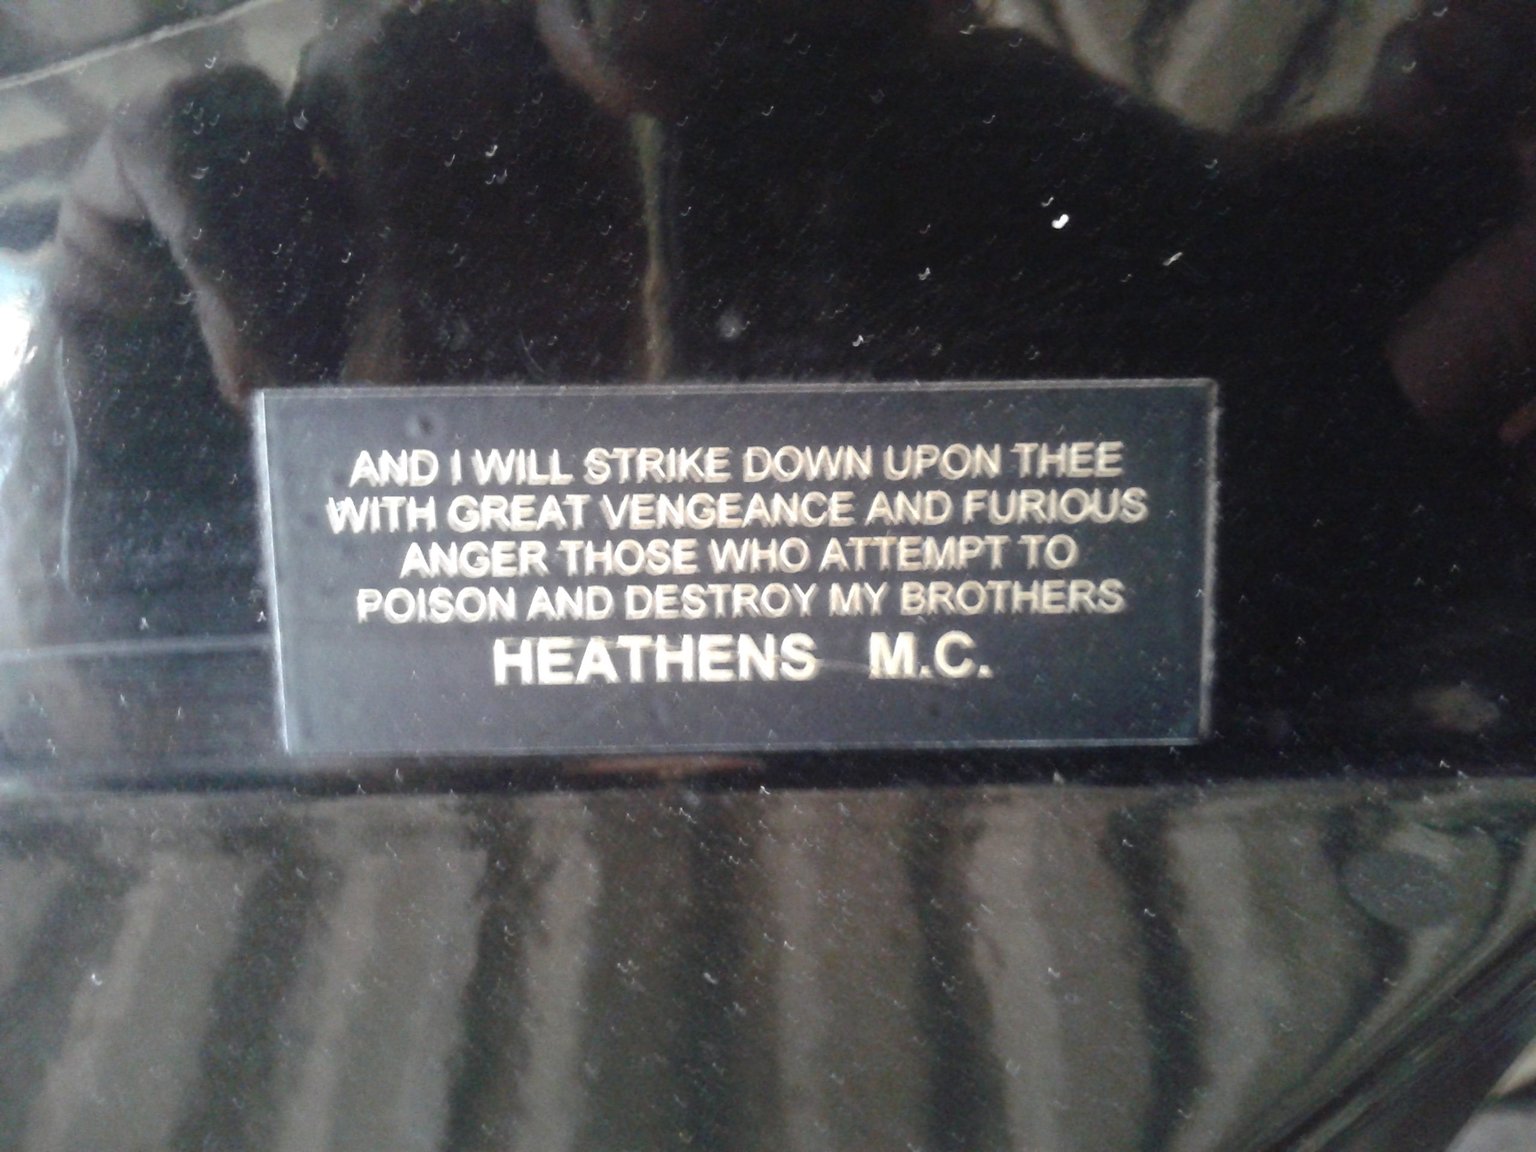 AND I WILL STRIKE DOWN UPON THEE
WITH GREAT VENGEANCE AND FURIOUS
ANGER THOSE WHO ATTEMPT TO
POISON AND DESTROY MY BROTHERS
HEATHENS M.C.